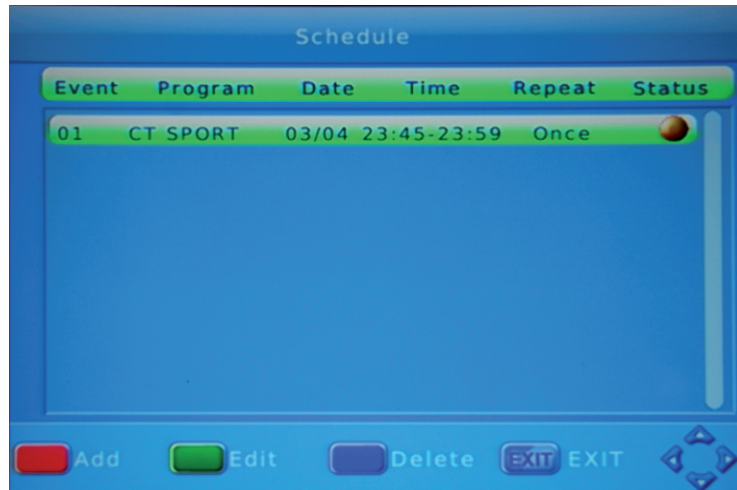 Schedule
Event Program Date Time Repeat Status
01 CT SPORT 03/04 23:45-23:59 Once
Add Edit Delete EXIT EXIT